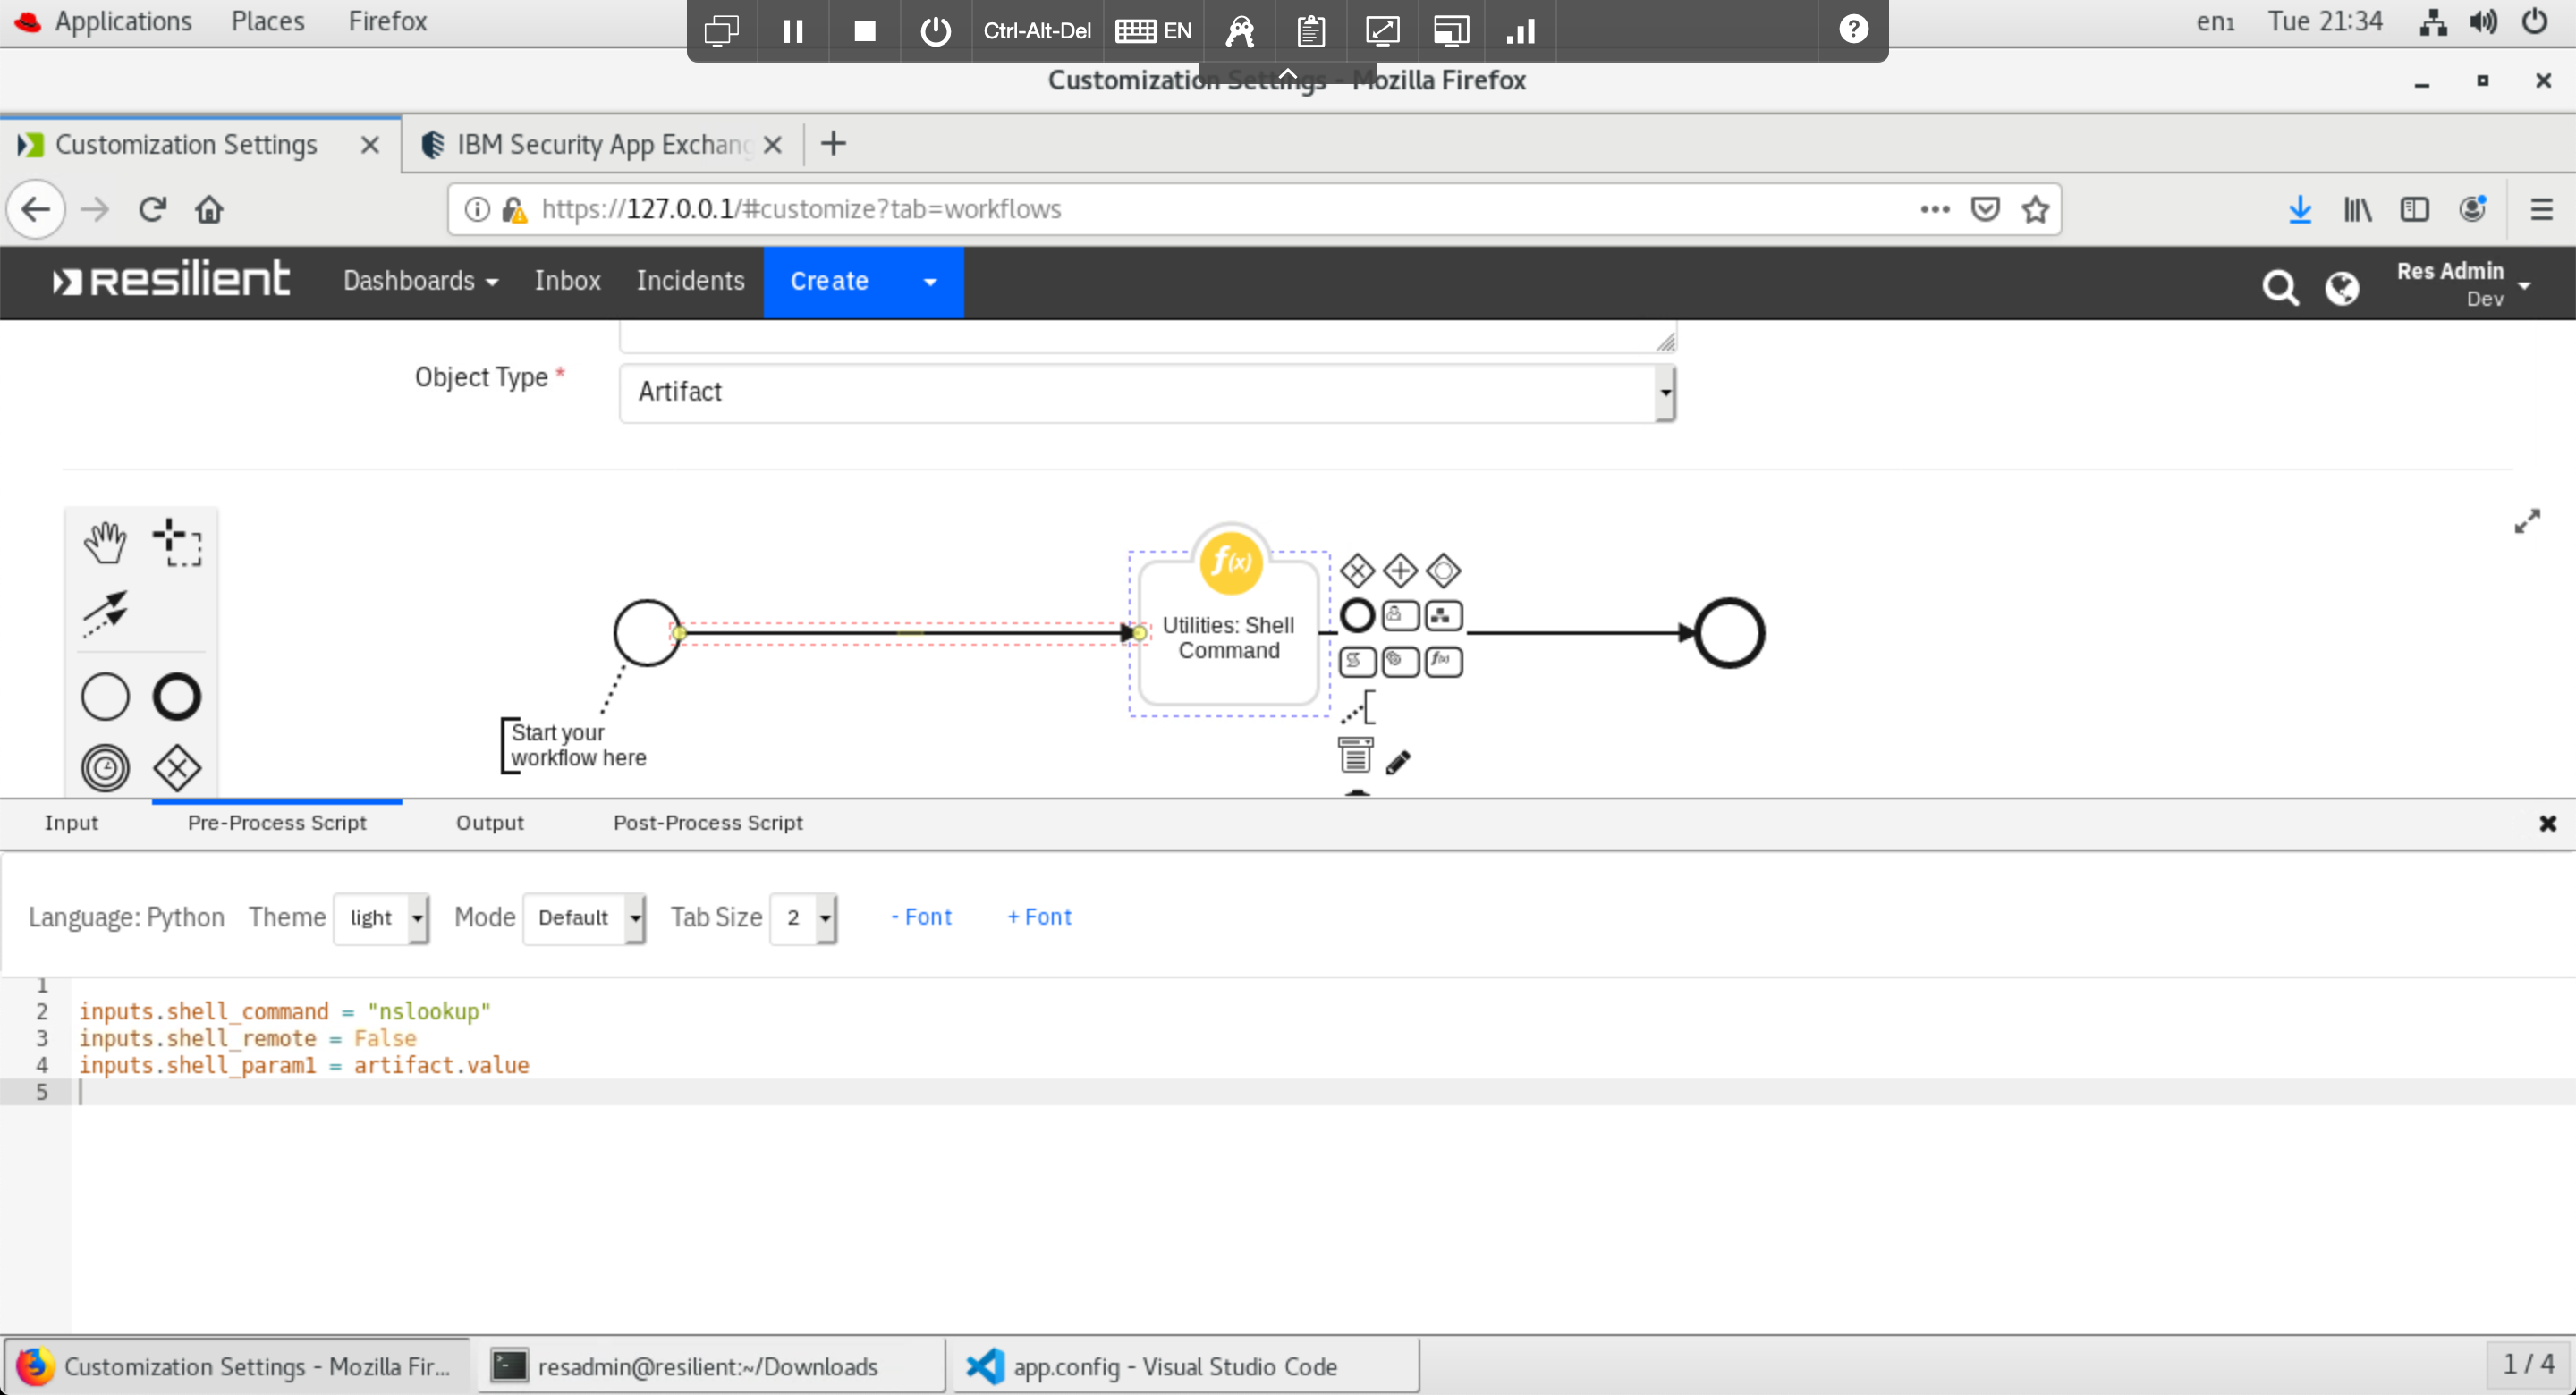 Applications Places Firefox
Ctrl-Alt-Del EN
en1 Tue 21:34
Customization Settings - Mozilla Firefox
Customization Settings
IBM Security App Exchang
https://127.0.0.1/#customize?tab=workflows
resilient Dashboards Inbox Incidents Create
Res Admin
Dev
Object Type *
Artifact
f(x)
Utilities: Shell
Command
f(x)
Start your
workflow here
Input Pre-Process Script Output Post-Process Script
Language: Python Theme light Mode Default Tab Size 2 - Font + Font
1
2 inputs.shell_command = "nslookup"
3 inputs.shell_remote = False
4 inputs.shell_param1 = artifact.value
5
Customization Settings - Mozilla Fir...
resadmin@resilient:~/Downloads
app.config - Visual Studio Code
1 / 4